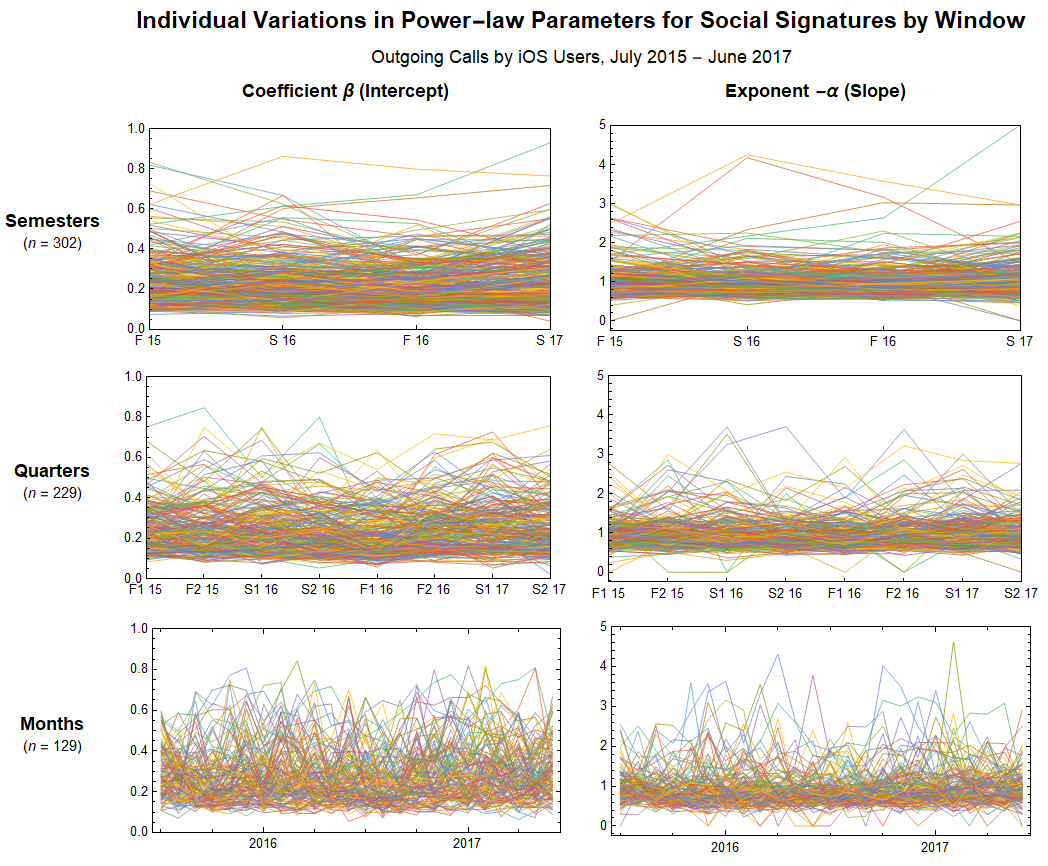 Individual Variations in Power–law Parameters for Social Signatures by Window
Outgoing Calls by iOS Users, July 2015 – June 2017
Coefficient β (Intercept)
Exponent –α (Slope)
Semesters
(n = 302)
1.0
0.8
0.6
0.4
0.2
0.0
F 15
S 16
F 16
S 17
5
4
3
2
1
0
F 15
S 16
F 16
S 17
Quarters
(n = 229)
1.0
0.8
0.6
0.4
0.2
0.0
F1 15
F2 15
S1 16
S2 16
F1 16
F2 16
S1 17
S2 17
5
4
3
2
1
0
F1 15
F2 15
S1 16
S2 16
F1 16
F2 16
S1 17
S2 17
Months
(n = 129)
1.0
0.8
0.6
0.4
0.2
0.0
2016
2017
5
4
3
2
1
0
2016
2017